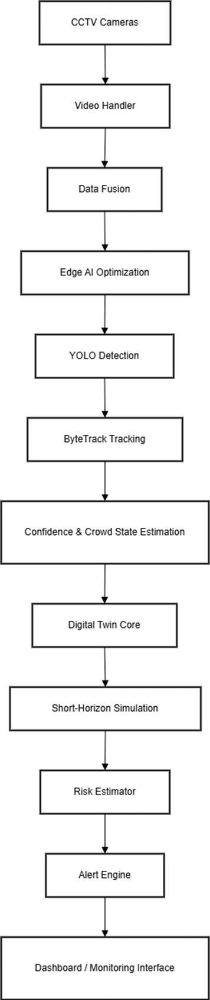 CCTV Cameras
Video Handler
Data Fusion
Edge AI Optimization
YOLO Detection
ByteTrack Tracking
Confidence & Crowd State Estimation
Digital Twin Core
Short-Horizon Simulation
Risk Estimator
Alert Engine
Dashboard / Monitoring Interface